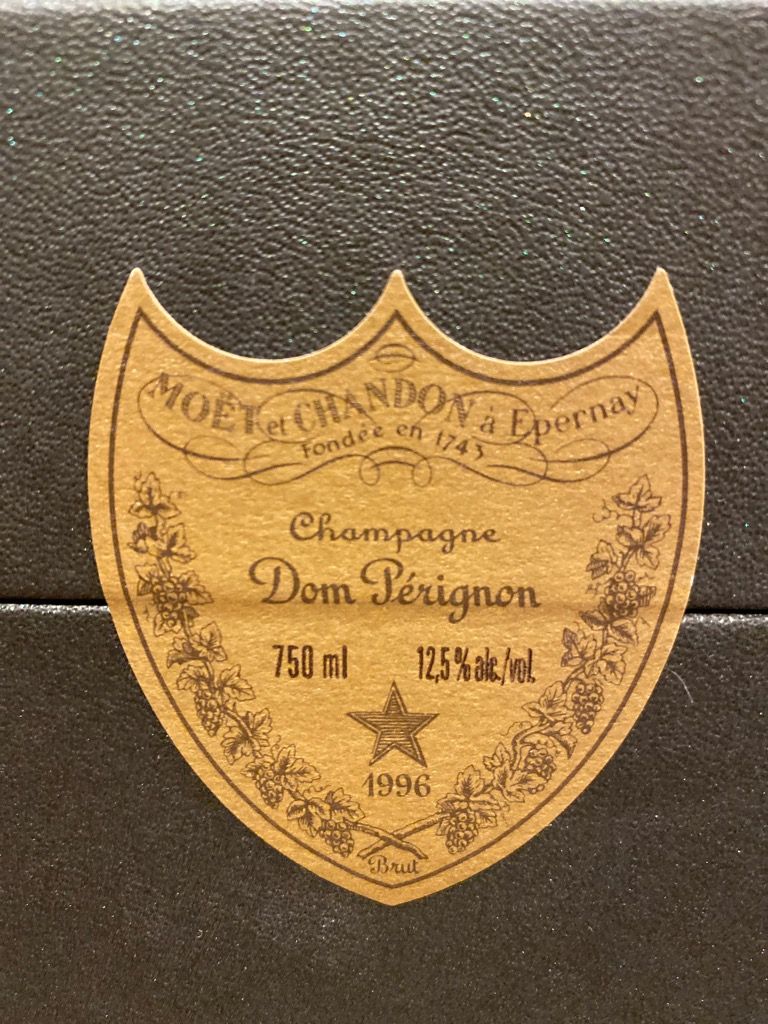 MOËT et CHANDON à Epernay
Fondée en 1743
Champagne
Dom Pérignon
750 ml 12,5% alc./vol.
1996
Brut